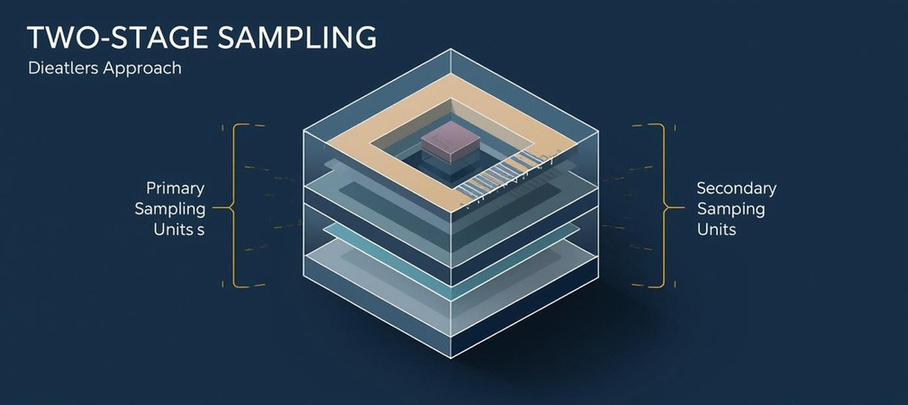 TWO-STAGE SAMPLING
Dieatlers Approach
Primary
Sampling
Units s
Secondary
Samping
Units